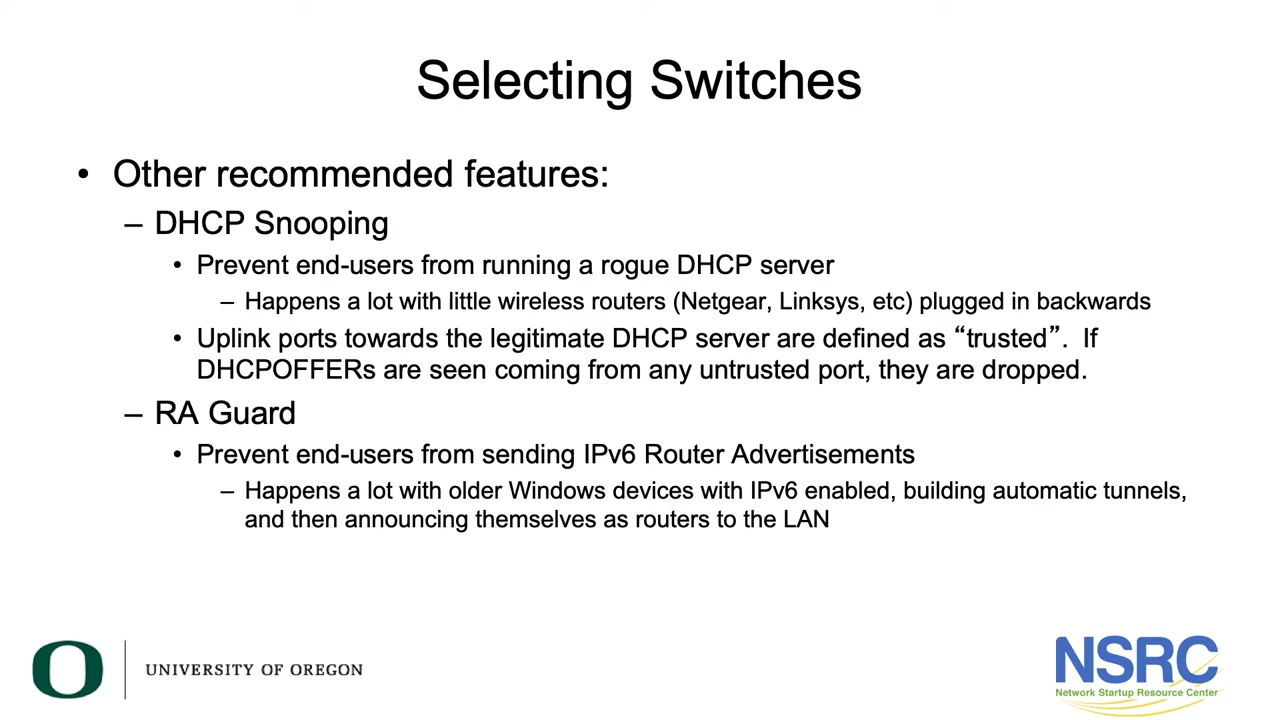 Selecting Switches
• Other recommended features:
– DHCP Snooping
• Prevent end-users from running a rogue DHCP server
– Happens a lot with little wireless routers (Netgear, Linksys, etc) plugged in backwards
• Uplink ports towards the legitimate DHCP server are defined as “trusted”. If
DHCPOFFERs are seen coming from any untrusted port, they are dropped.
– RA Guard
• Prevent end-users from sending IPv6 Router Advertisements
– Happens a lot with older Windows devices with IPv6 enabled, building automatic tunnels,
and then announcing themselves as routers to the LAN
O
UNIVERSITY OF OREGON
NSRC
Network Startup Resource Center